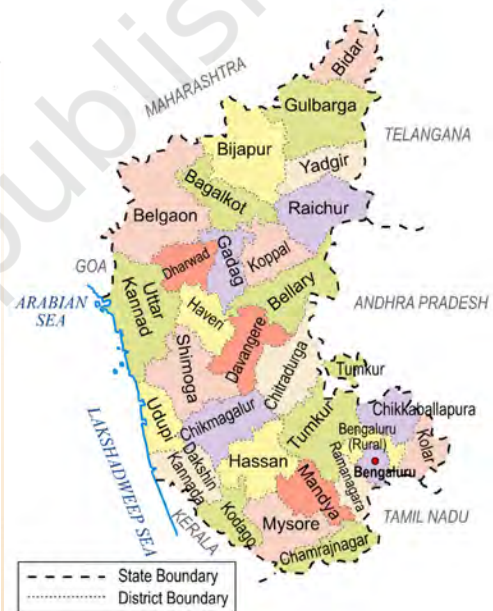 Bidar
MAHARASHTRA
Gulbarga
TELANGANA
Bijapur
Yadgir
Bagalkot
Raichur
Belgaon
Gadag
Koppal
Dharwad
GOA
Bellary
ARABIAN
SEA
ANDHRA PRADESH
Uttar
Kannad
Haveri
Davangere
Shimoga
Chitradurga
Tumkur
Chikkaballapura
Udupi
Chikmagalur
Tumkur
Bengaluru
(Rural)
Kolar
LAKSHADWEEP SEA
Dakshin
Kannada
Hassan
Ramanagara
Bengaluru
Mandya
KERALA
Kodago
Mysore
TAMIL NADU
Chamrajnagar
State Boundary
District Boundary
publis